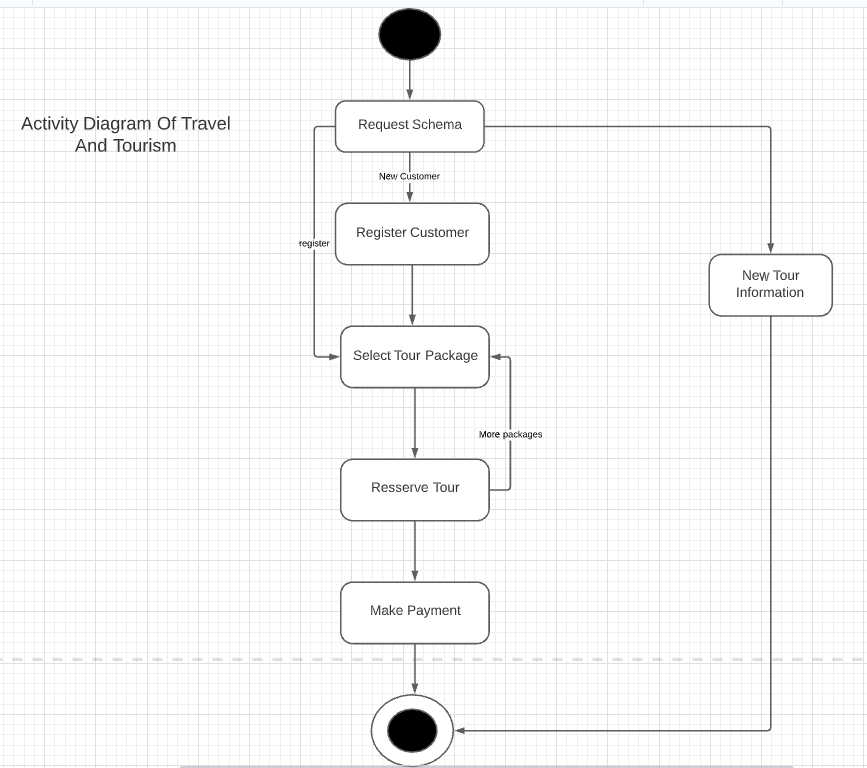 Activity Diagram Of Travel
And Tourism
Request Schema
New Customer
register
Register Customer
New Tour
Information
Select Tour Package
More packages
Resserve Tour
Make Payment